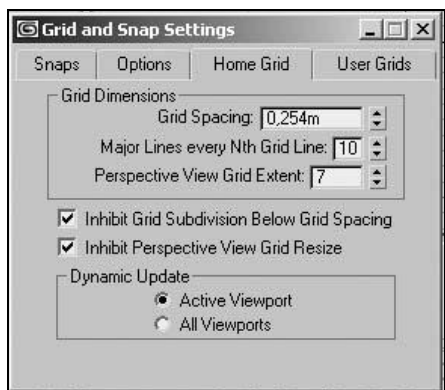 Grid and Snap Settings
Snaps Options Home Grid User Grids
Grid Dimensions
Grid Spacing: 0,254m
Major Lines every Nth Grid Line: 10
Perspective View Grid Extent: 7
Inhibit Grid Subdivision Below Grid Spacing
Inhibit Perspective View Grid Resize
Dynamic Update
Active Viewport
All Viewports